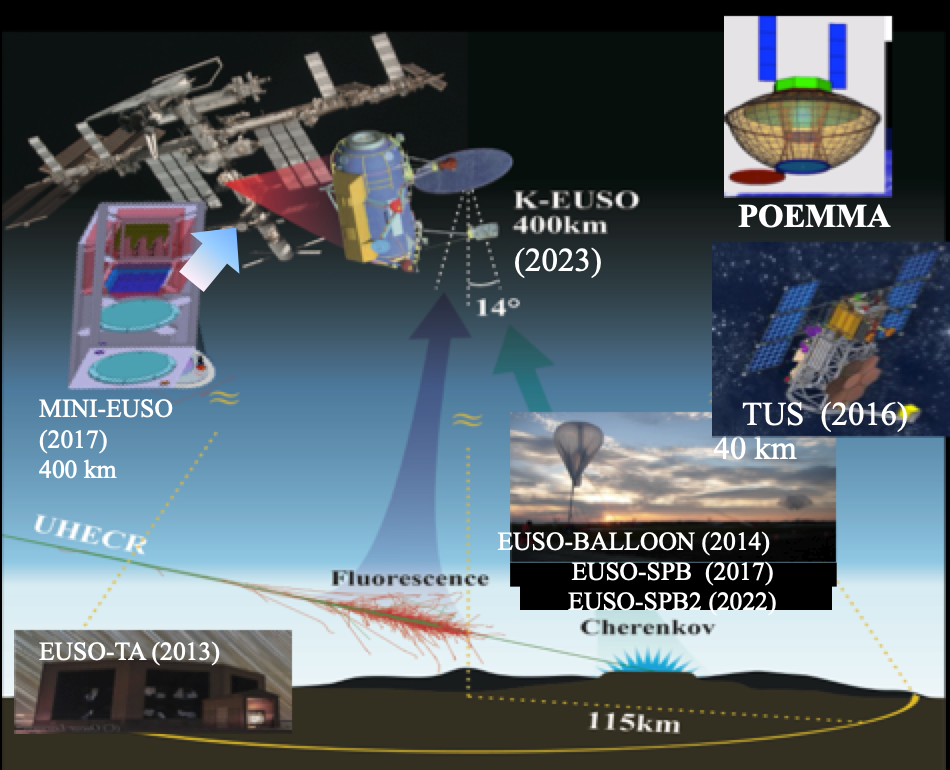 POEMMA
K-EUSO
400km
(2023)
14°
TUS (2016)
40 km
MINI-EUSO
(2017)
400 km
UHECR
EUSO-BALLOON (2014)
EUSO-SPB (2017)
EUSO-SPB2 (2022)
Fluorescence
Cherenkov
EUSO-TA (2013)
115km